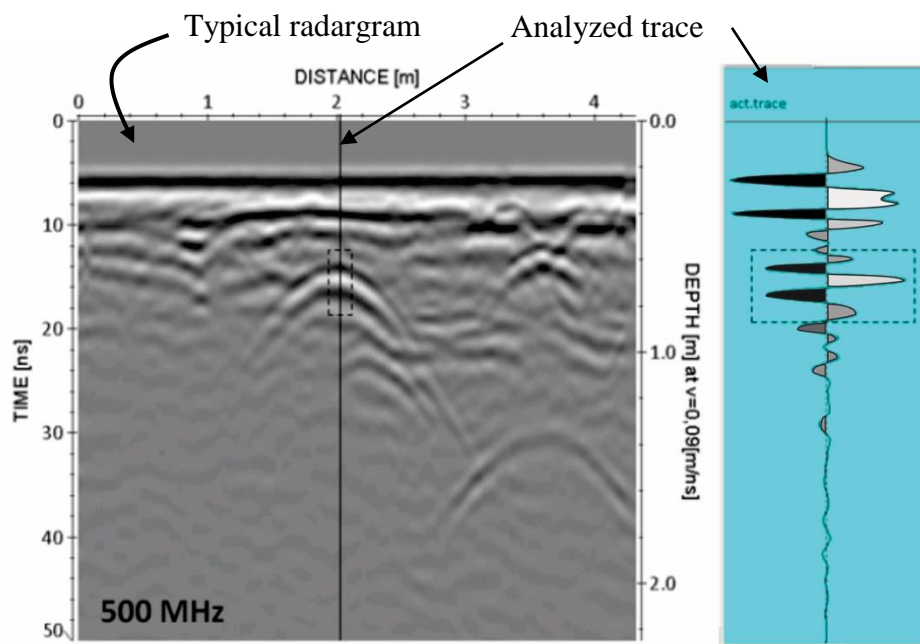 Typical radargram
Analyzed trace
DISTANCE [m]
0 1 2 3 4
TIME [ns]
0
10
20
30
40
50
0.0
1.0
2.0
DEPTH [m] at v=0,09[m/ns]
500 MHz
act.trace